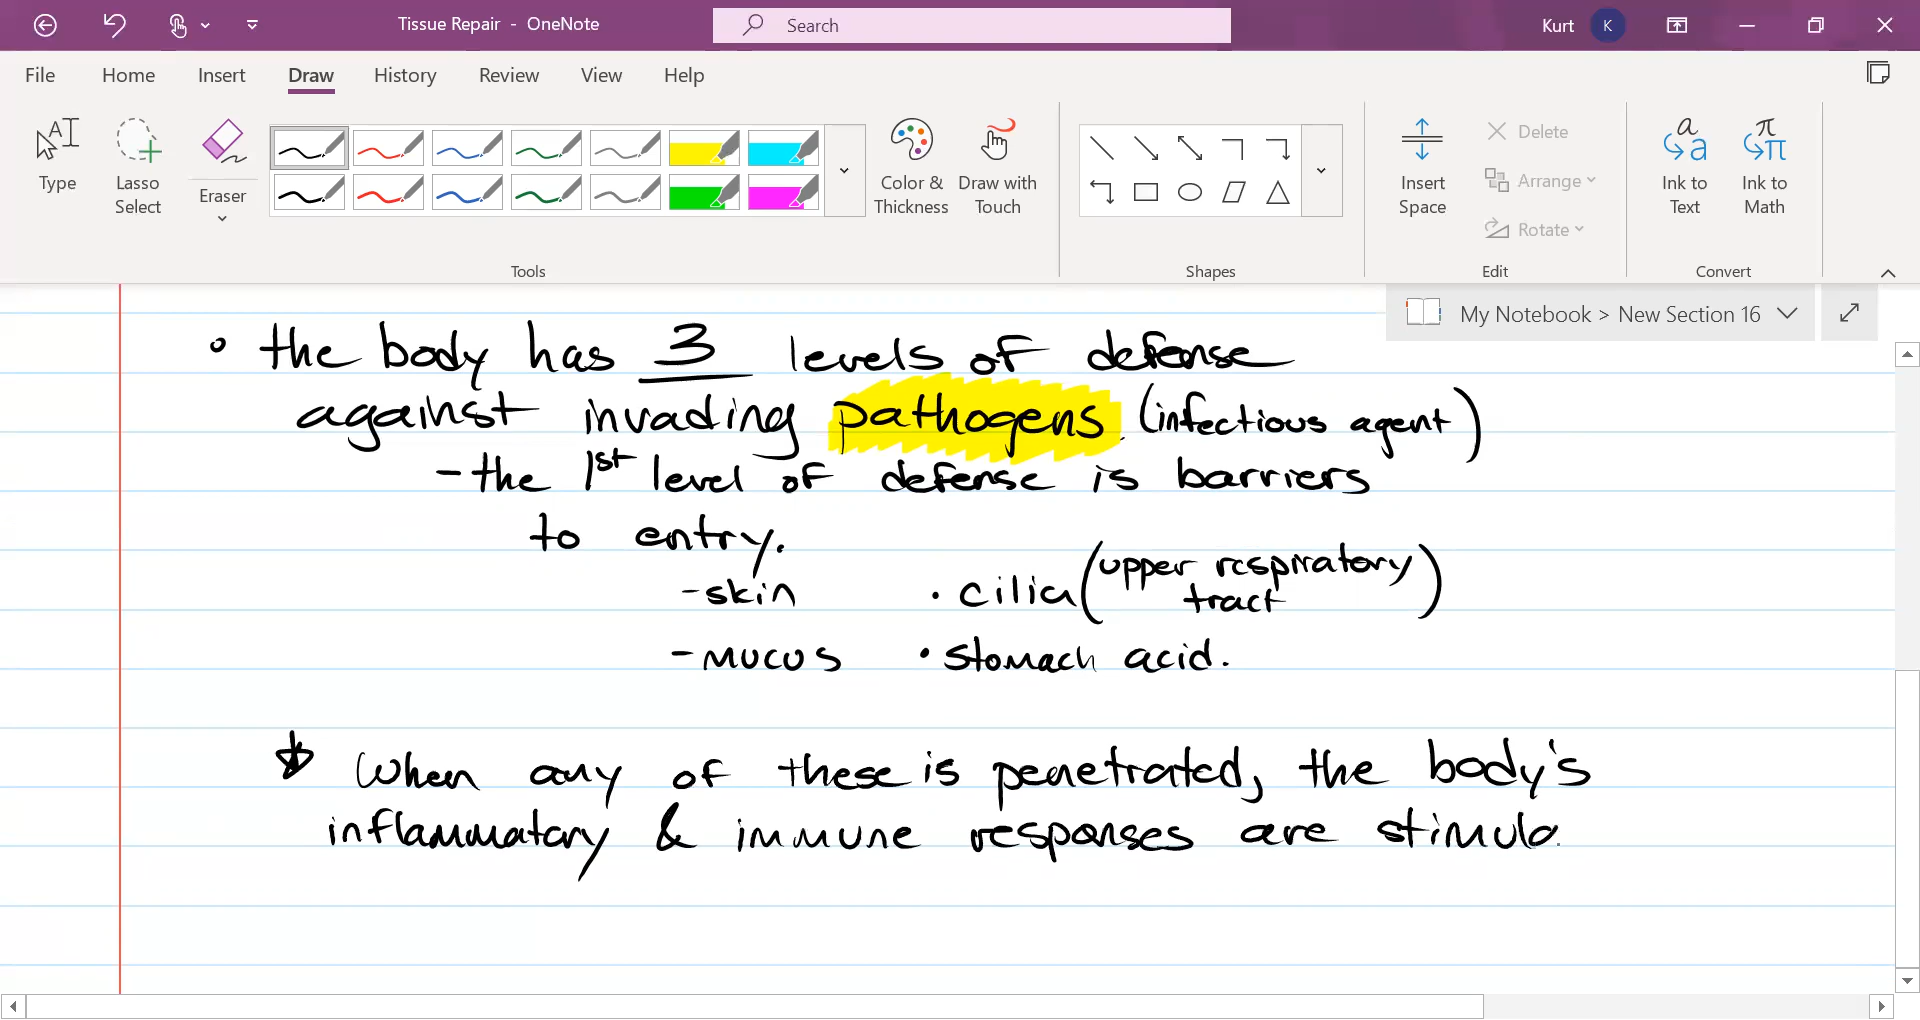 Tissue Repair - OneNote
Search
Kurt K
File Home Insert Draw History Review View Help
Type
Lasso Select
Eraser
Color & Thickness
Draw with Touch
Insert Space
Delete
Arrange
Rotate
Ink to Text
Ink to Math
Tools Shapes Edit Convert
My Notebook > New Section 16
• the body has 3 levels of defense
against invading pathogens (infectious agent)
- the 1st level of defense is barriers
to entry.
- skin • cilia (upper respiratory tract)
- mucus • stomach acid.
When any of these is penetrated, the body's
inflammatory & immune responses are stimula